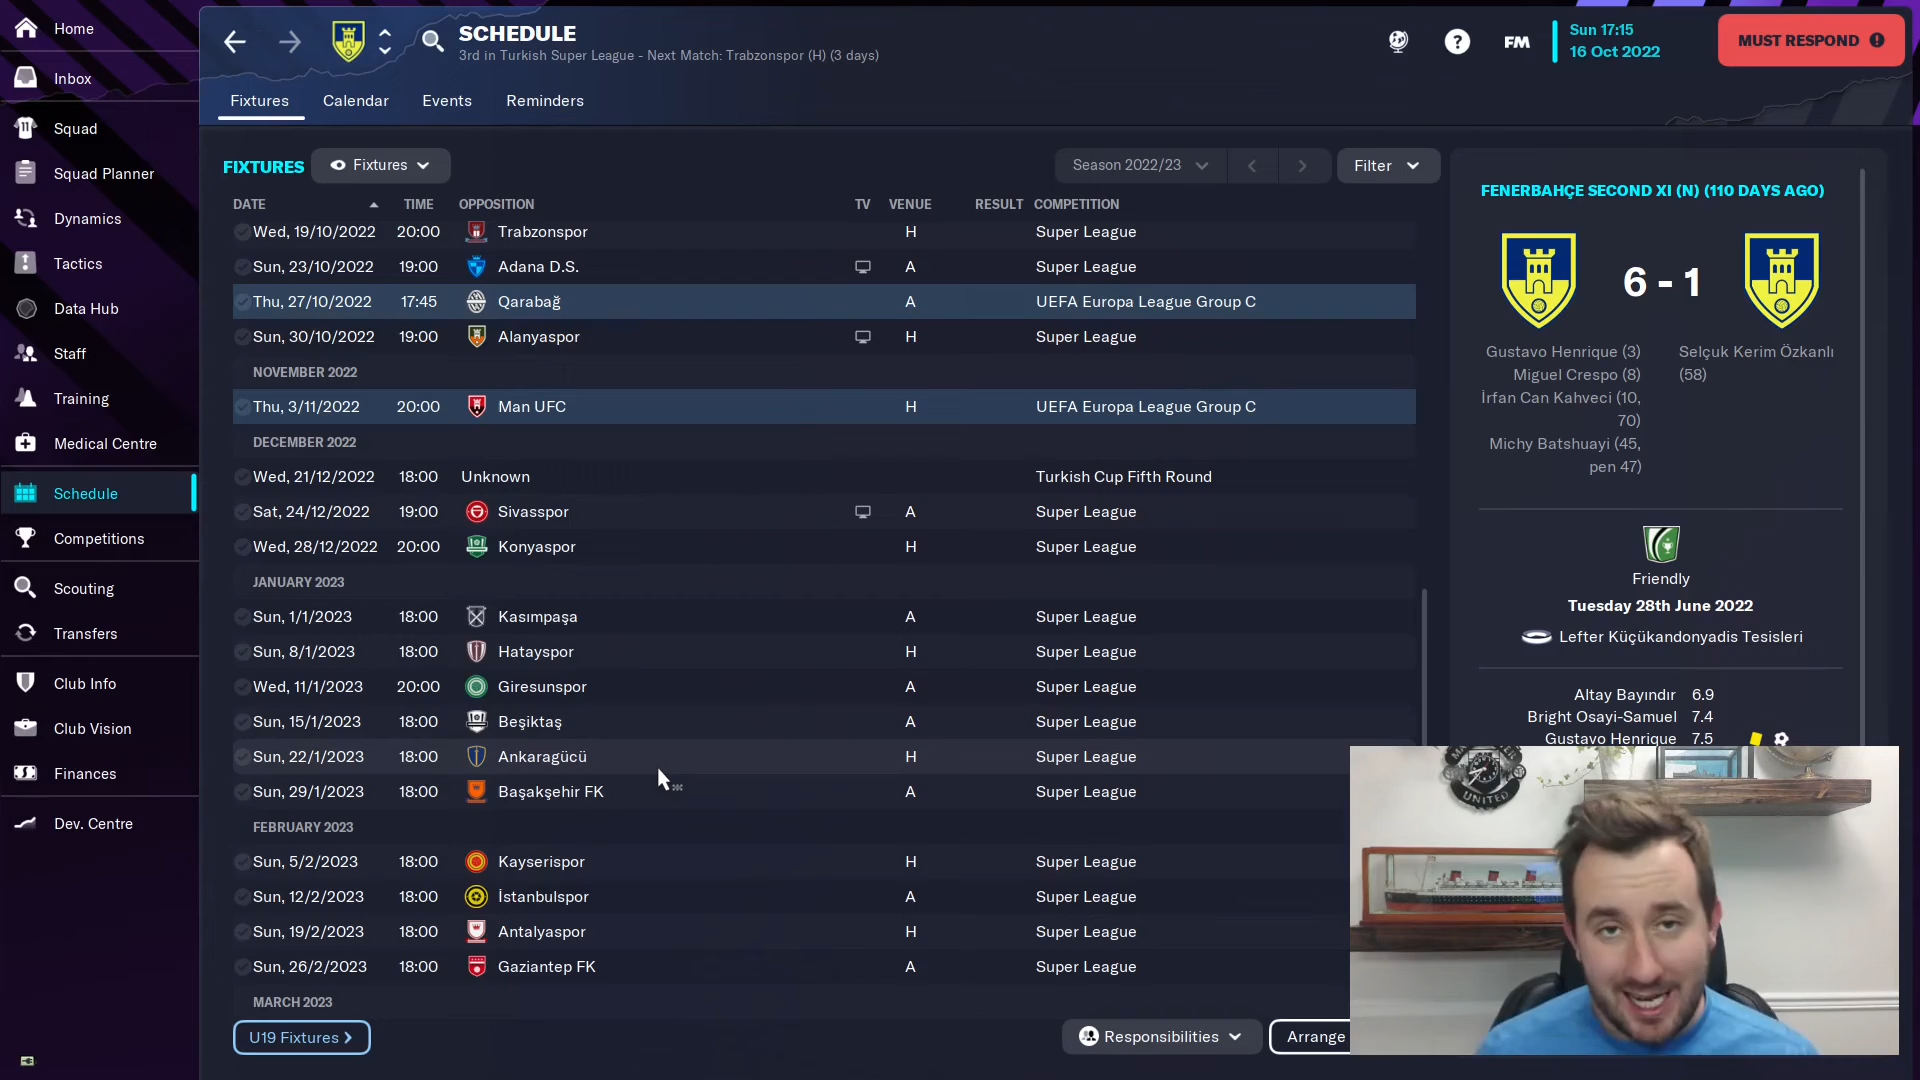 Home
Inbox
Squad
Squad Planner
Dynamics
Tactics
Data Hub
Staff
Training
Medical Centre
Schedule
Competitions
Scouting
Transfers
Club Info
Club Vision
Finances
Dev. Centre
SCHEDULE
3rd in Turkish Super League - Next Match: Trabzonspor (H) (3 days)
FM
Sun 17:15
16 Oct 2022
MUST RESPOND
Fixtures Calendar Events Reminders
FIXTURES Fixtures Season 2022/23 Filter
DATE TIME OPPOSITION TV VENUE RESULT COMPETITION
Wed, 19/10/2022 20:00 Trabzonspor H Super League
Sun, 23/10/2022 19:00 Adana D.S. A Super League
Thu, 27/10/2022 17:45 Qarabağ A UEFA Europa League Group C
Sun, 30/10/2022 19:00 Alanyaspor H Super League
NOVEMBER 2022
Thu, 3/11/2022 20:00 Man UFC H UEFA Europa League Group C
DECEMBER 2022
Wed, 21/12/2022 18:00 Unknown Turkish Cup Fifth Round
Sat, 24/12/2022 19:00 Sivasspor A Super League
Wed, 28/12/2022 20:00 Konyaspor H Super League
JANUARY 2023
Sun, 1/1/2023 18:00 Kasımpaşa A Super League
Sun, 8/1/2023 18:00 Hatayspor H Super League
Wed, 11/1/2023 20:00 Giresunspor A Super League
Sun, 15/1/2023 18:00 Beşiktaş A Super League
Sun, 22/1/2023 18:00 Ankaragücü H Super League
Sun, 29/1/2023 18:00 Başakşehir FK A Super League
FEBRUARY 2023
Sun, 5/2/2023 18:00 Kayserispor H Super League
Sun, 12/2/2023 18:00 İstanbulspor A Super League
Sun, 19/2/2023 18:00 Antalyaspor H Super League
Sun, 26/2/2023 18:00 Gaziantep FK A Super League
MARCH 2023
U19 Fixtures Responsibilities Arrange
FENERBAHÇE SECOND XI (N) (110 DAYS AGO)
6 - 1
Gustavo Henrique (3)
Miguel Crespo (8)
İrfan Can Kahveci (10,
70)
Michy Batshuayi (45,
pen 47)
Selçuk Kerim Özkanlı
(58)
Friendly
Tuesday 28th June 2022
Lefter Küçükandonyadis Tesisleri
Altay Bayındır 6.9
Bright Osayi-Samuel 7.4
Gustavo Henrique 7.5
UNITED